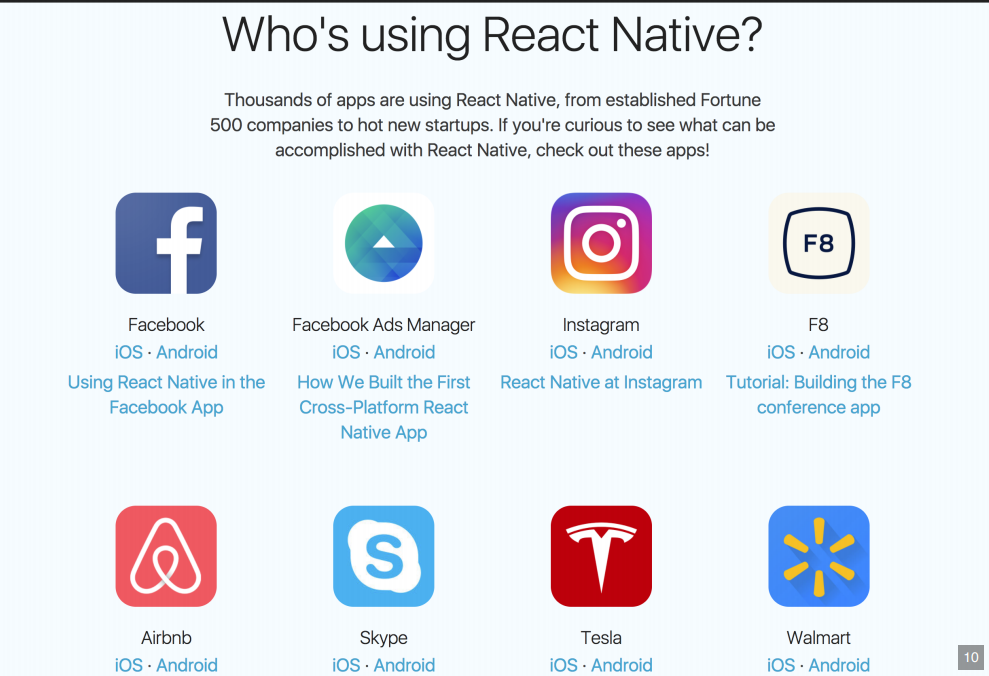 Who's using React Native?
Thousands of apps are using React Native, from established Fortune
500 companies to hot new startups. If you're curious to see what can be
accomplished with React Native, check out these apps!
F8
Facebook
Facebook Ads Manager
Instagram
F8
iOS · Android
iOS · Android
iOS · Android
iOS · Android
Using React Native in the
Facebook App
How We Built the First
Cross-Platform React
Native App
React Native at Instagram
Tutorial: Building the F8
conference app
Airbnb
Skype
Tesla
Walmart
iOS · Android
iOS · Android
iOS · Android
iOS · Android
10